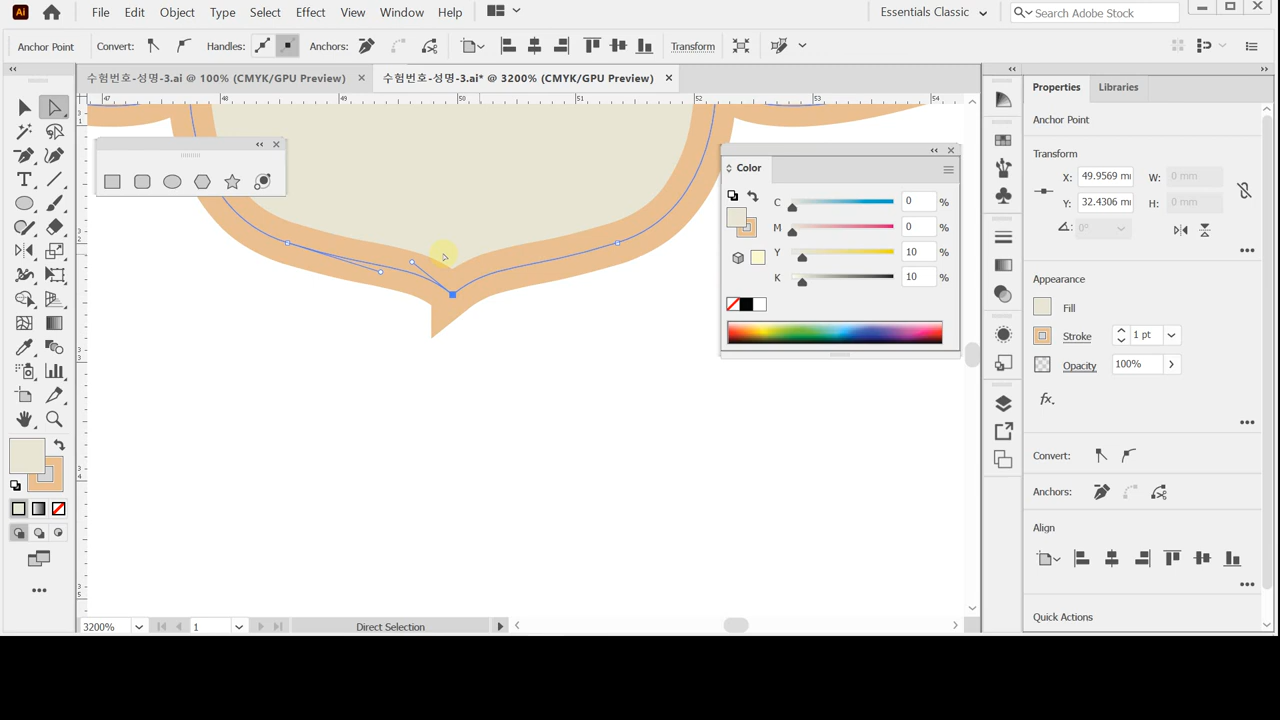 Ai File Edit Object Type Select Effect View Window Help Essentials Classic Search Adobe Stock
Anchor Point Convert: Handles: Anchors: Transform
수험번호-성명-3.ai @ 100% (CMYK/GPU Preview) 수험번호-성명-3.ai* @ 3200% (CMYK/GPU Preview)
Properties Libraries
47 48 49 50 51 52 53 54
Anchor Point
Transform
X: 49.9569 m W: 0 mm
Y: 32.4306 m H: 0 mm
0°
Color
C 0 %
M 0 %
Y 10 %
K 10 %
Appearance
Fill
Stroke 1 pt
Opacity 100%
fx.
Convert:
Anchors:
Align
Quick Actions
3200% 1 Direct Selection